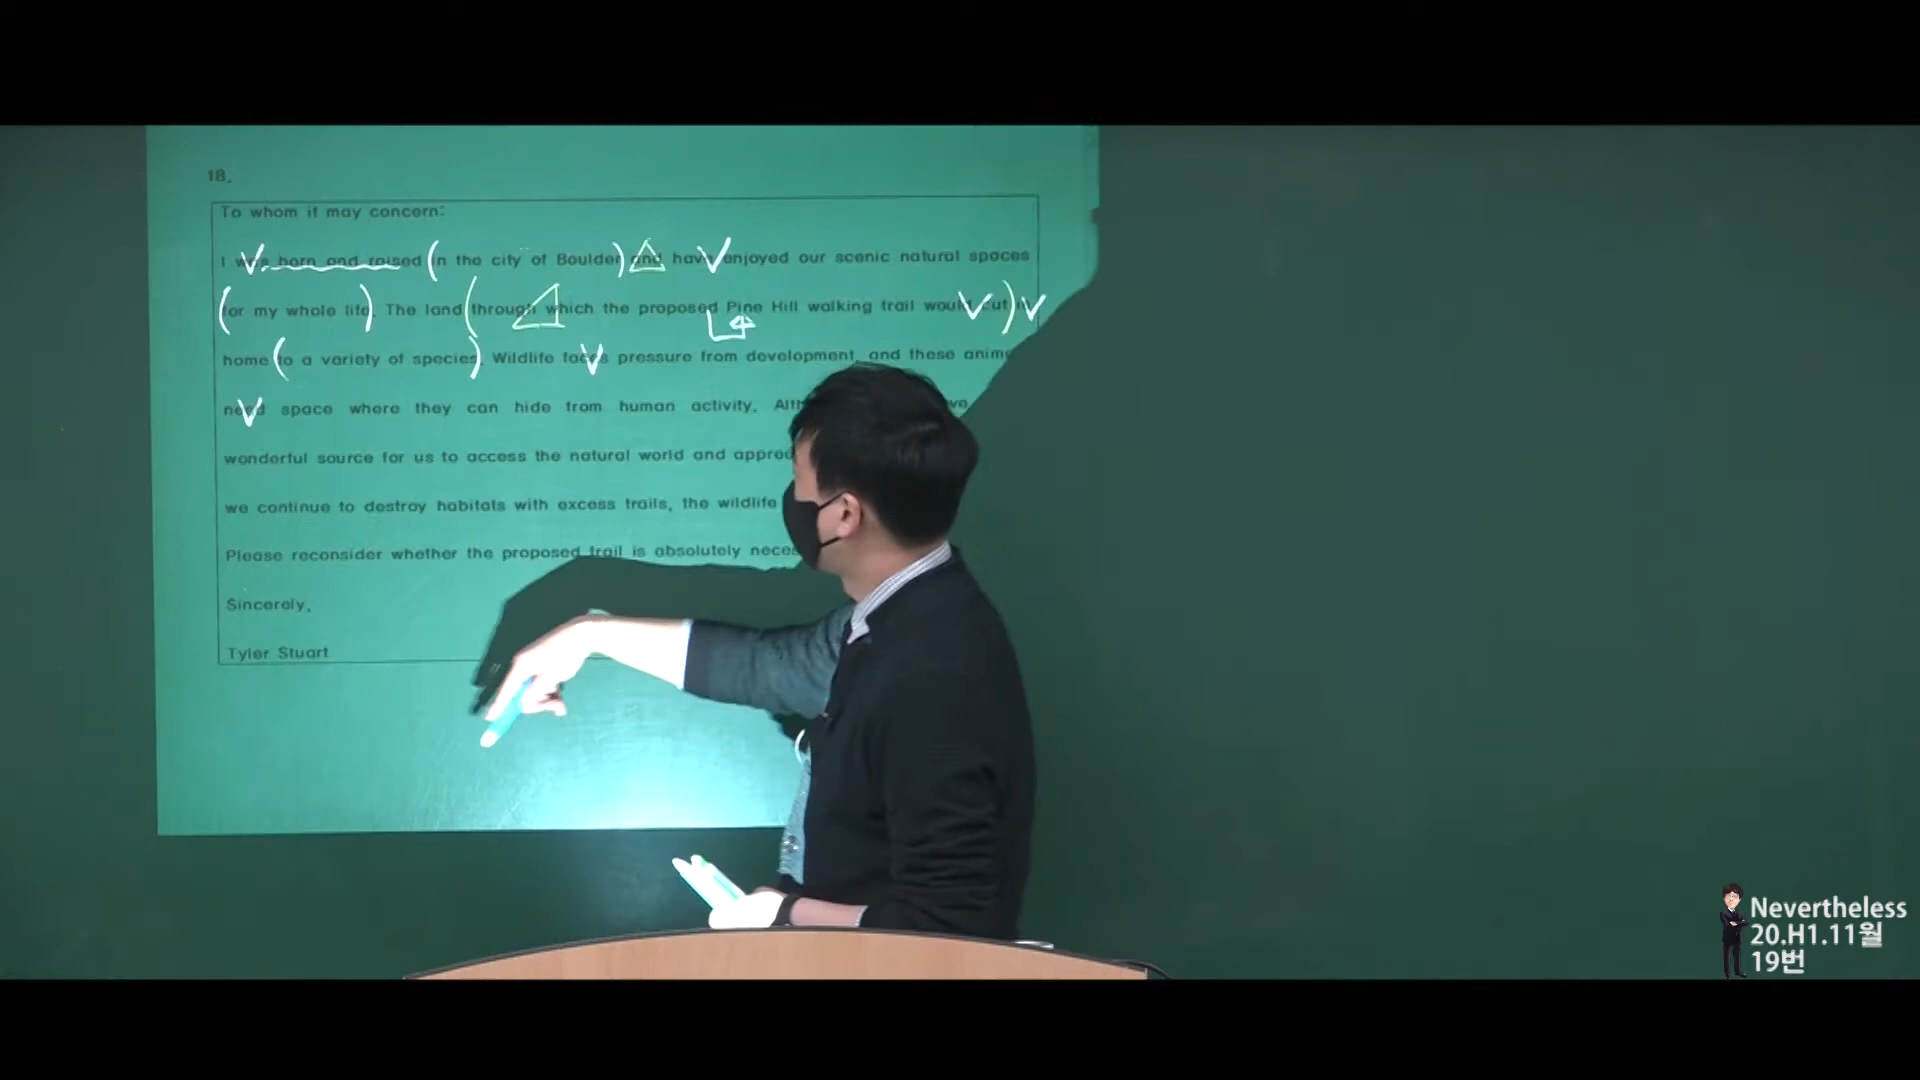 18.
To whom it may concern:
I was born and raised in the city of Boulder and have enjoyed our scenic natural spaces
for my whole life. The land through which the proposed Pine Hill walking trail would cut
home to a variety of species. Wildlife faces pressure from development, and these
need space where they can hide from human activity.
wonderful source for us to access the natural world and
we continue to destroy habitats with excess trails, the wildlife
Please reconsider whether the proposed trail is absolutely
Sincerely,
Tyler Stuart
Nevertheless
20.H1.11월
19번